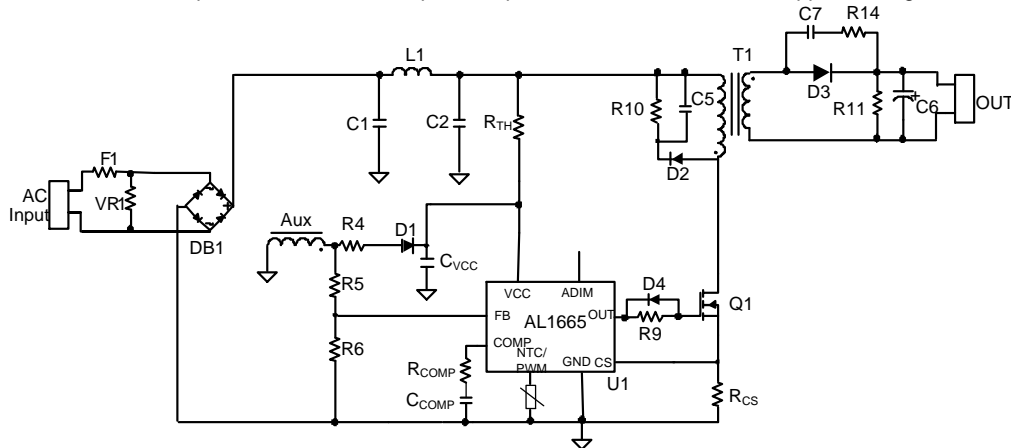 C7
R14
L1
T1
D3
R11
C6
OUT
R10
C5
C1
C2
RTH
D2
F1
AC
Input
VR1
DB1
Aux
R4
D1
CVCC
R5
VCC
ADIM
D4
Q1
FB
AL1665
OUT
R9
R6
COMP
NTC/
PWM
GND
CS
U1
RCOMP
CCOMP
RCS